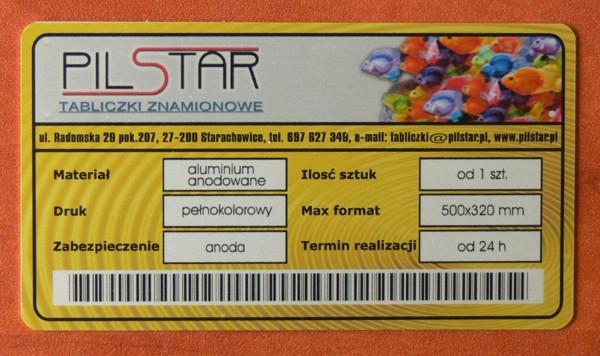 PILSTAR
TABLICZKI ZNAMIONOWE
ul. Radomska 29 pok.207, 27-200 Starachowice, tel. 697 627 349, e-mail: tabliczki@pilstar.pl, www.pilstar.pl
Materiał aluminium anodowane Ilość sztuk od 1 szt.
Druk pełnokolorowy Max format 500x320 mm
Zabezpieczenie anoda Termin realizacji od 24 h